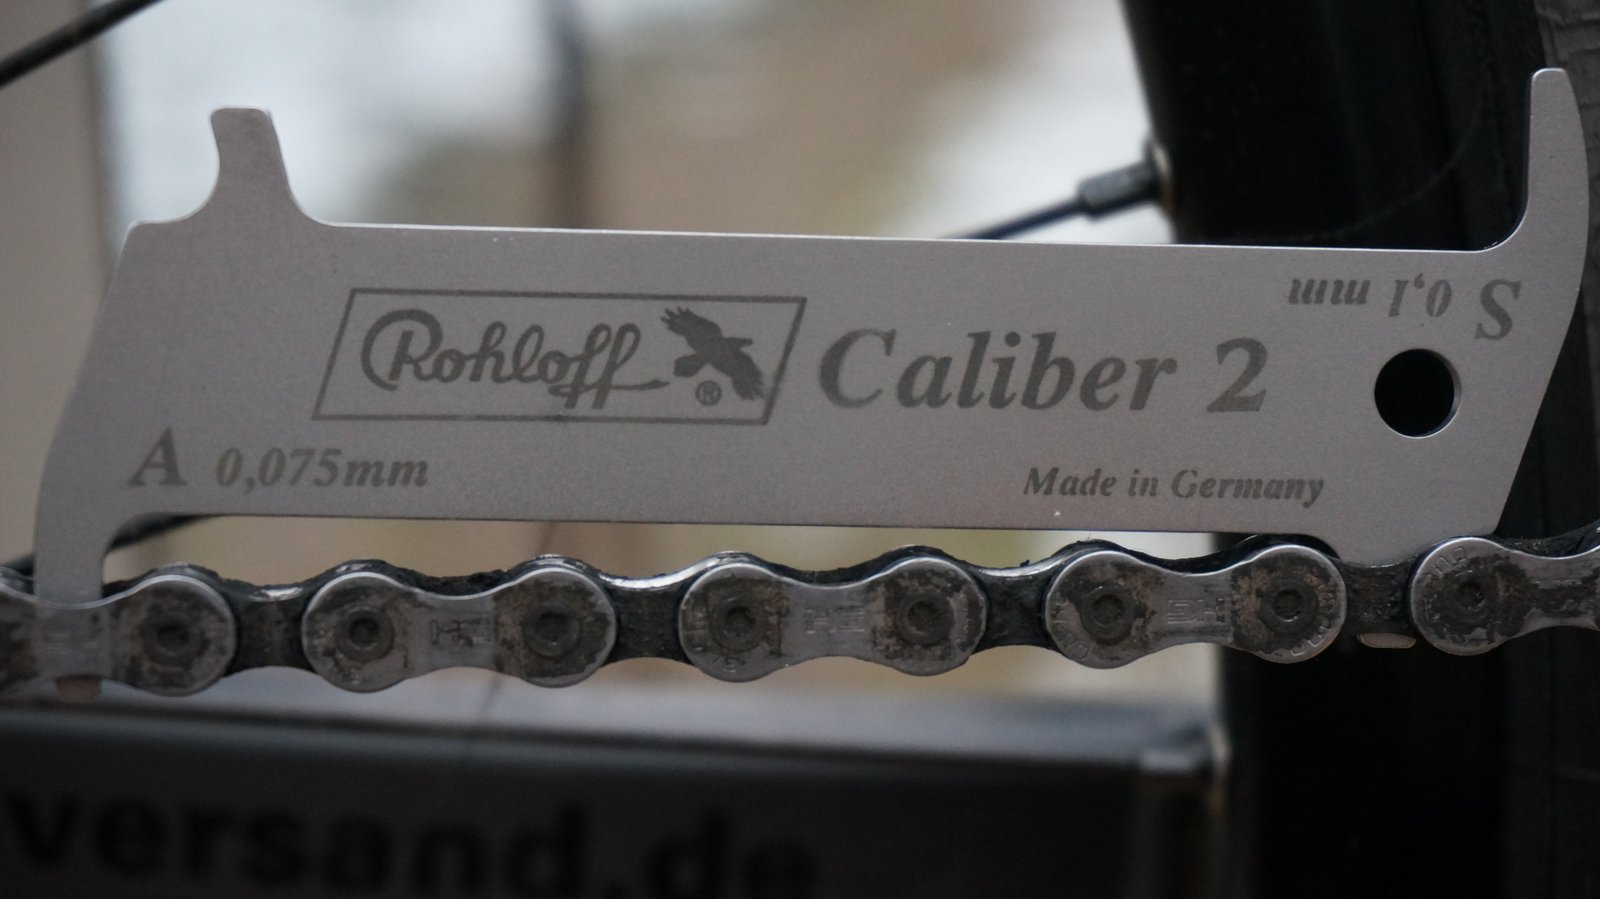 S 0,1 mm
Rohloff ®
Caliber 2
A 0,075mm
Made in Germany
versand.de